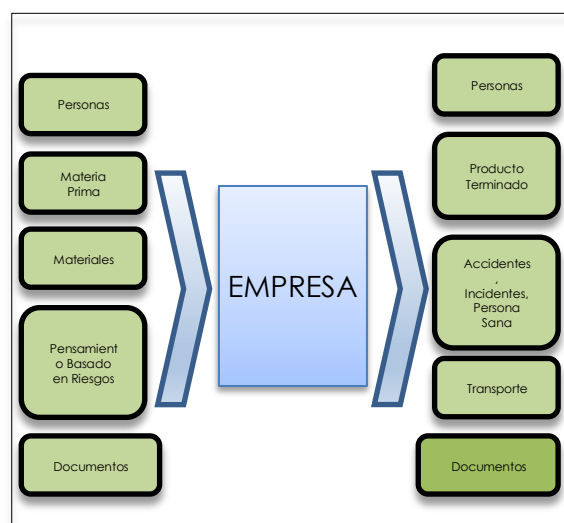 Personas
Materia
Prima
Materiales
Pensamient
o Basado
en Riesgos
Documentos
EMPRESA
Personas
Producto
Terminado
Accidentes
,
Incidentes,
Persona
Sana
Transporte
Documentos